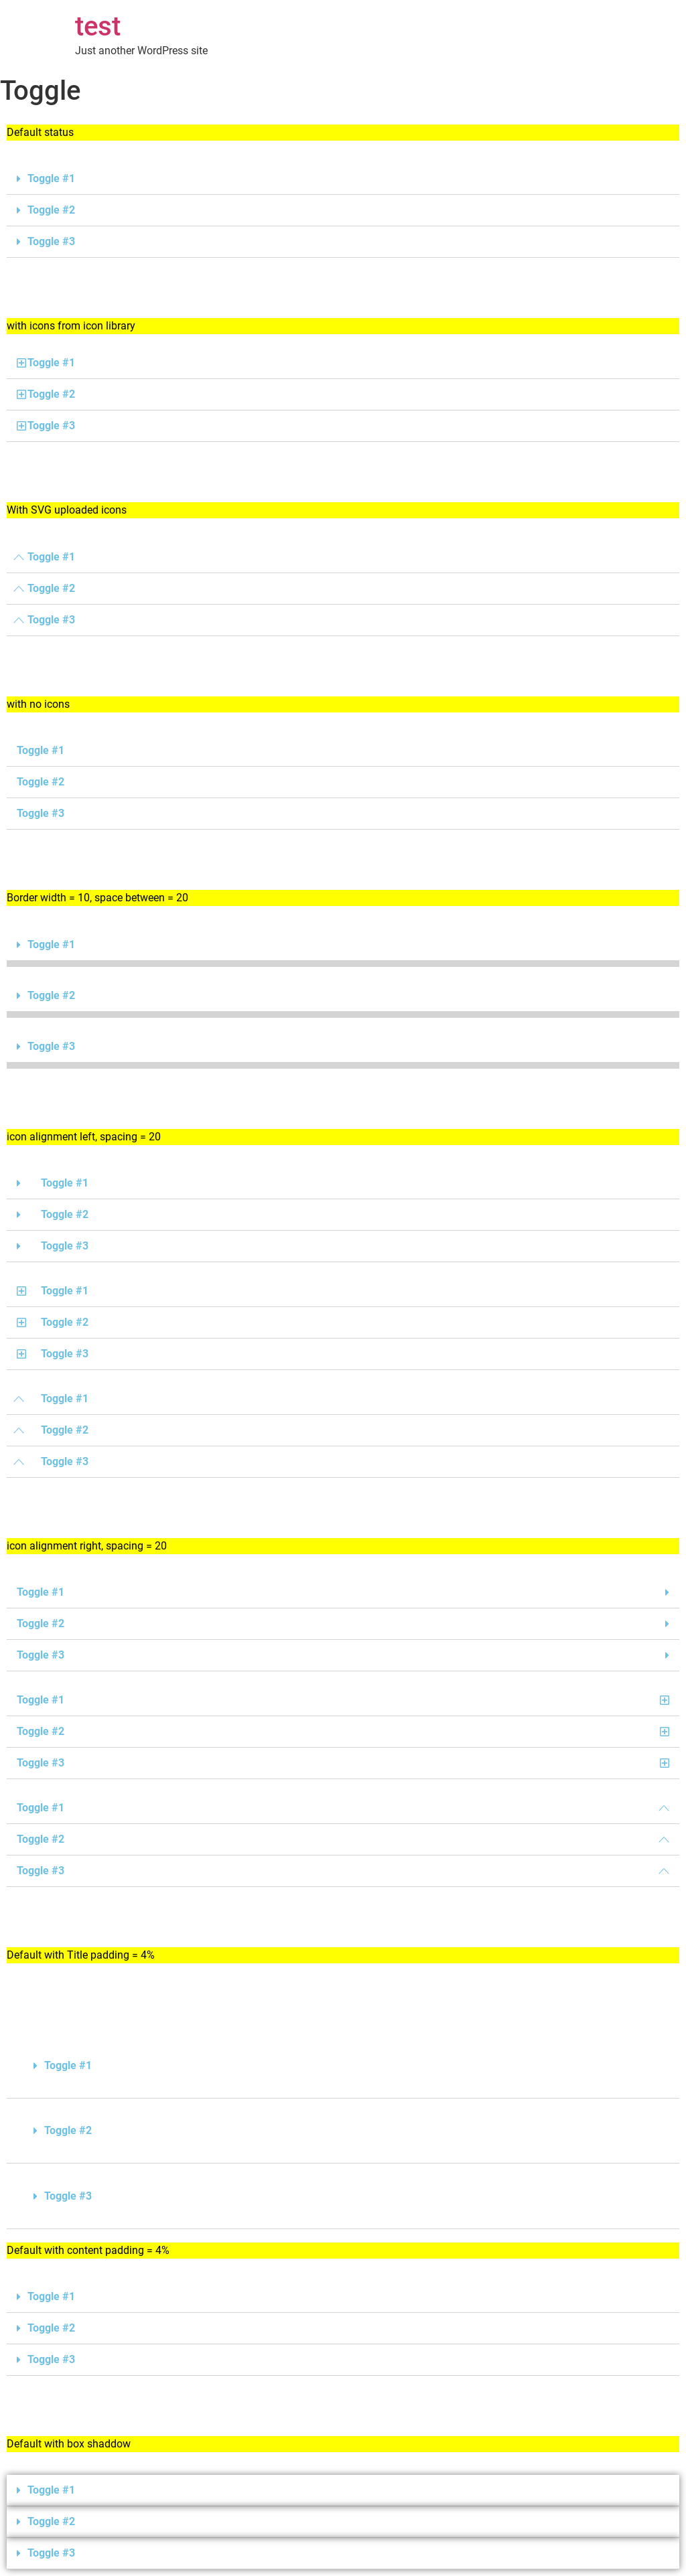 test
Just another WordPress site
Toggle
Default status
Toggle #1
Toggle #2
Toggle #3
with icons from icon library
Toggle #1
Toggle #2
Toggle #3
With SVG uploaded icons
Toggle #1
Toggle #2
Toggle #3
with no icons
Toggle #1
Toggle #2
Toggle #3
Border width = 10, space between = 20
Toggle #1
Toggle #2
Toggle #3
icon alignment left, spacing = 20
Toggle #1
Toggle #2
Toggle #3
Toggle #1
Toggle #2
Toggle #3
Toggle #1
Toggle #2
Toggle #3
icon alignment right, spacing = 20
Toggle #1
Toggle #2
Toggle #3
Toggle #1
Toggle #2
Toggle #3
Toggle #1
Toggle #2
Toggle #3
Default with Title padding = 4%
Toggle #1
Toggle #2
Toggle #3
Default with content padding = 4%
Toggle #1
Toggle #2
Toggle #3
Default with box shaddow
Toggle #1
Toggle #2
Toggle #3